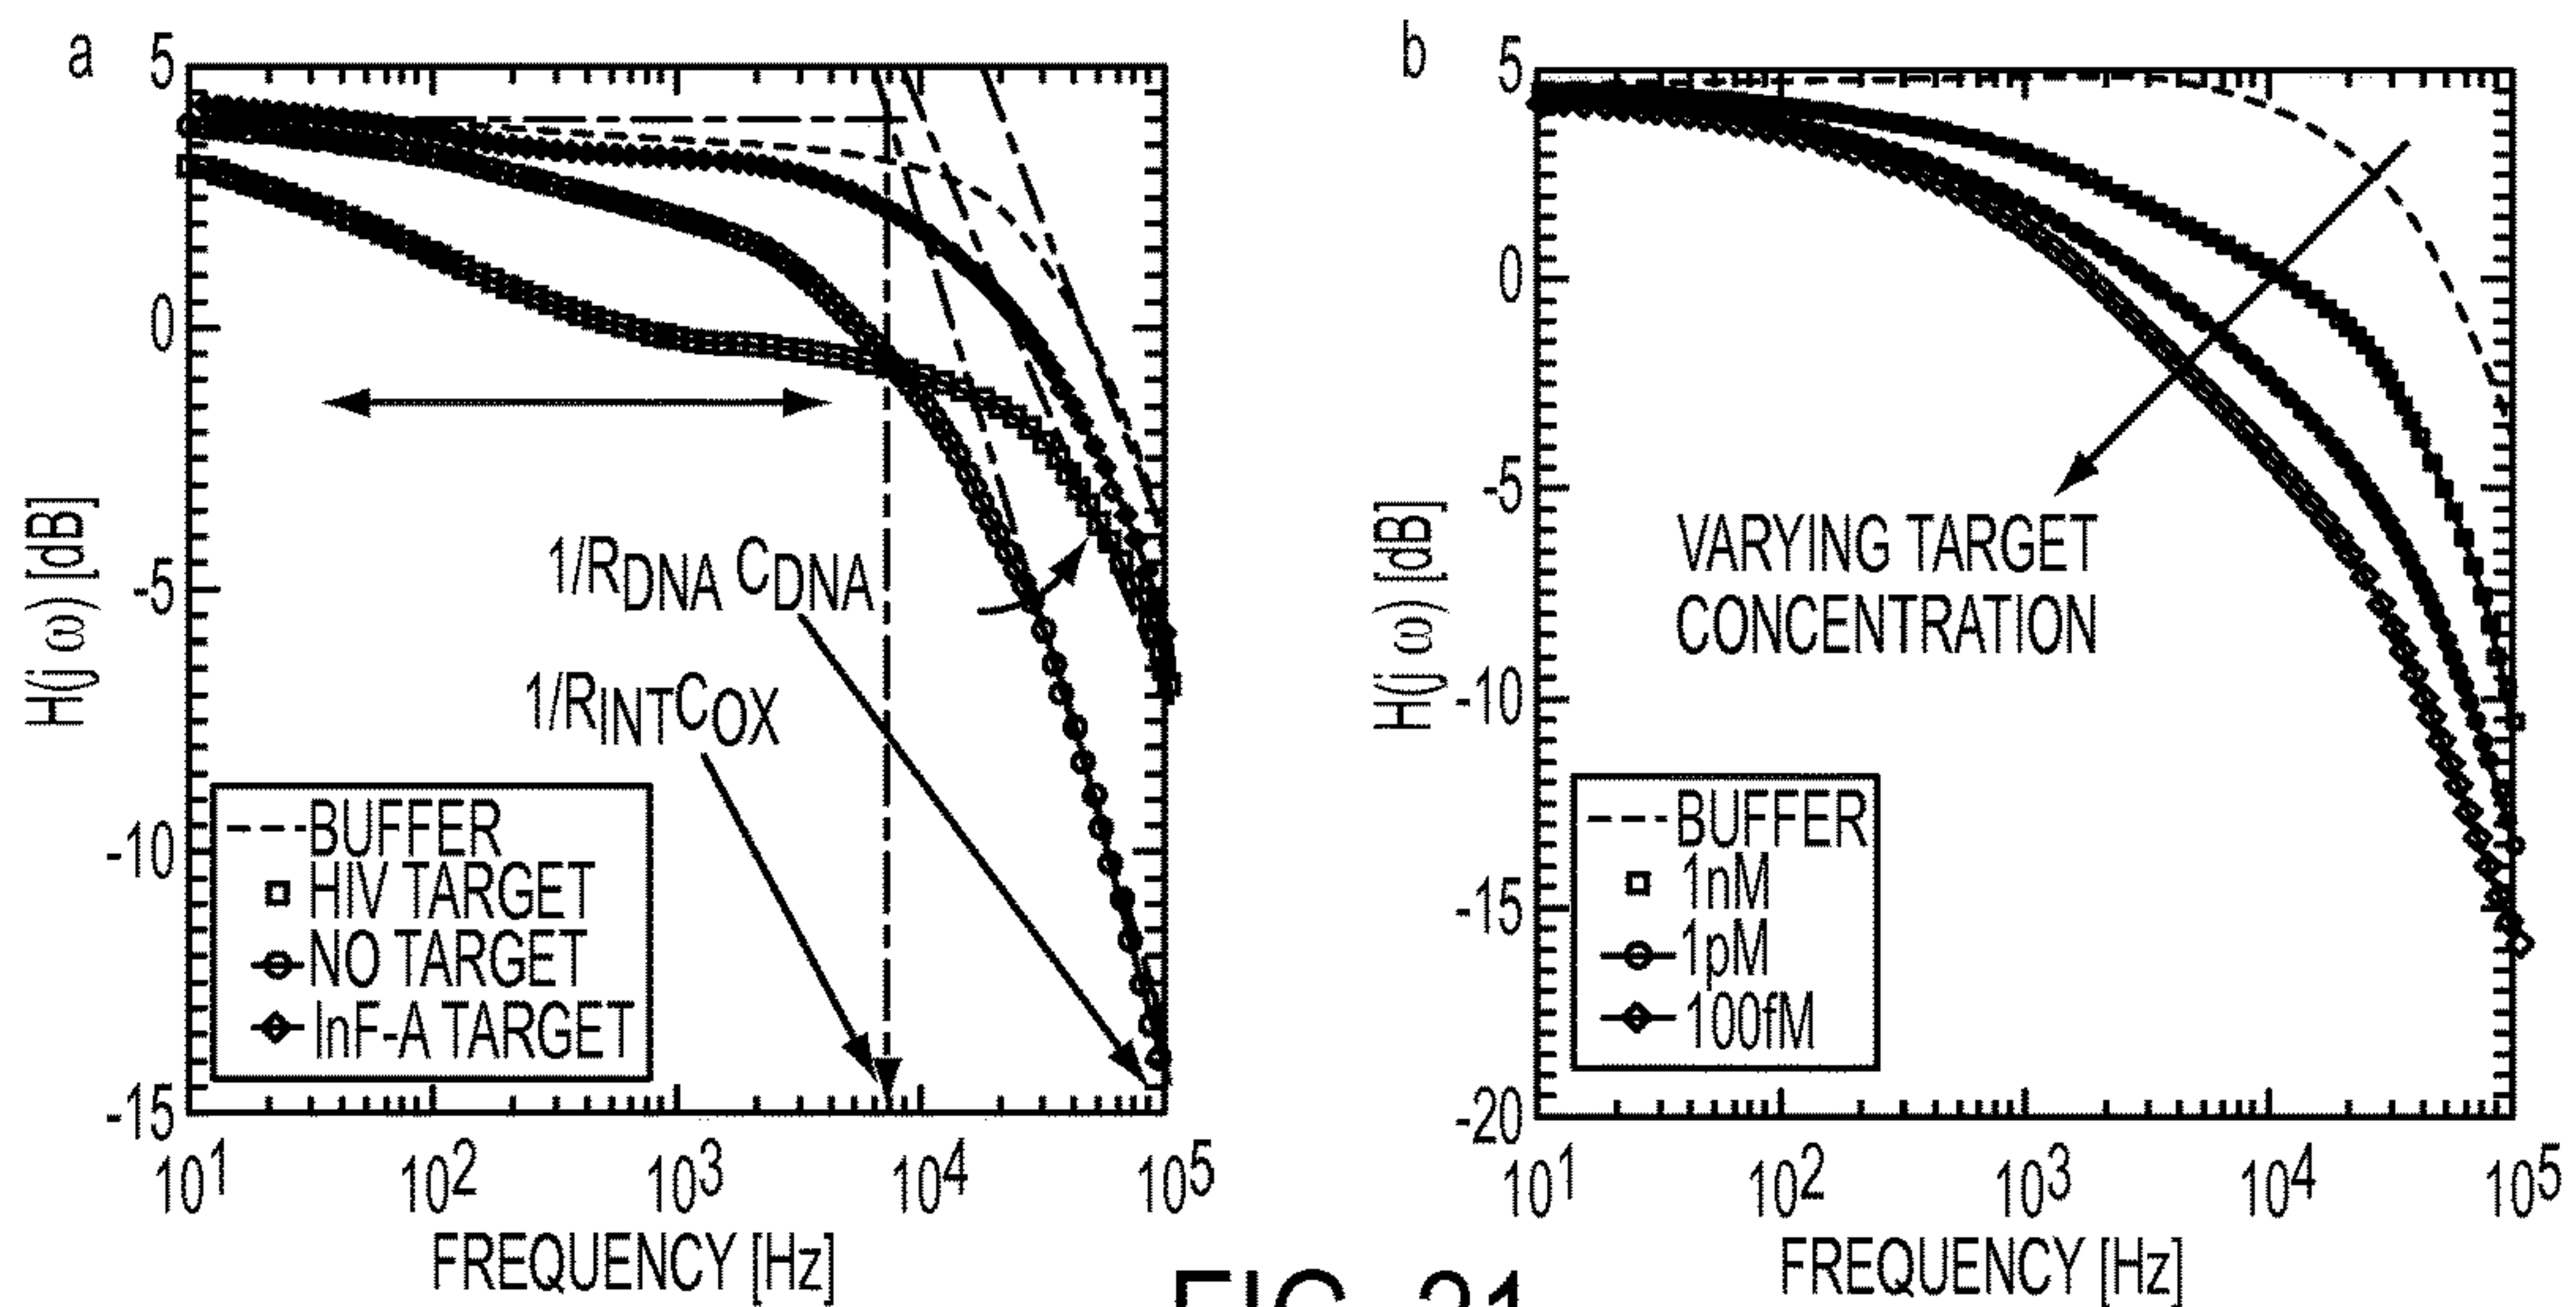 a
5
0
-5
-10
-15
H(j ω) [dB]
1/RDNA CDNA
1/RINTCOX
BUFFER
HIV TARGET
NO TARGET
InF-A TARGET
10¹ 10² 10³ 10⁴ 10⁵
FREQUENCY [Hz]
b
5
0
-5
-10
-15
-20
H(j ω) [dB]
VARYING TARGET
CONCENTRATION
BUFFER
1nM
1pM
100fM
10¹ 10² 10³ 10⁴ 10⁵
FREQUENCY [Hz]